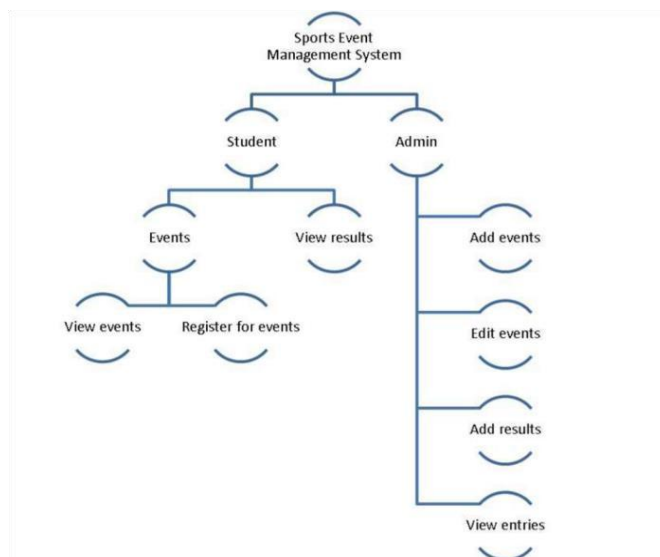 Sports Event
Management System
Student
Admin
Events
View results
Add events
View events
Register for events
Edit events
Add results
View entries